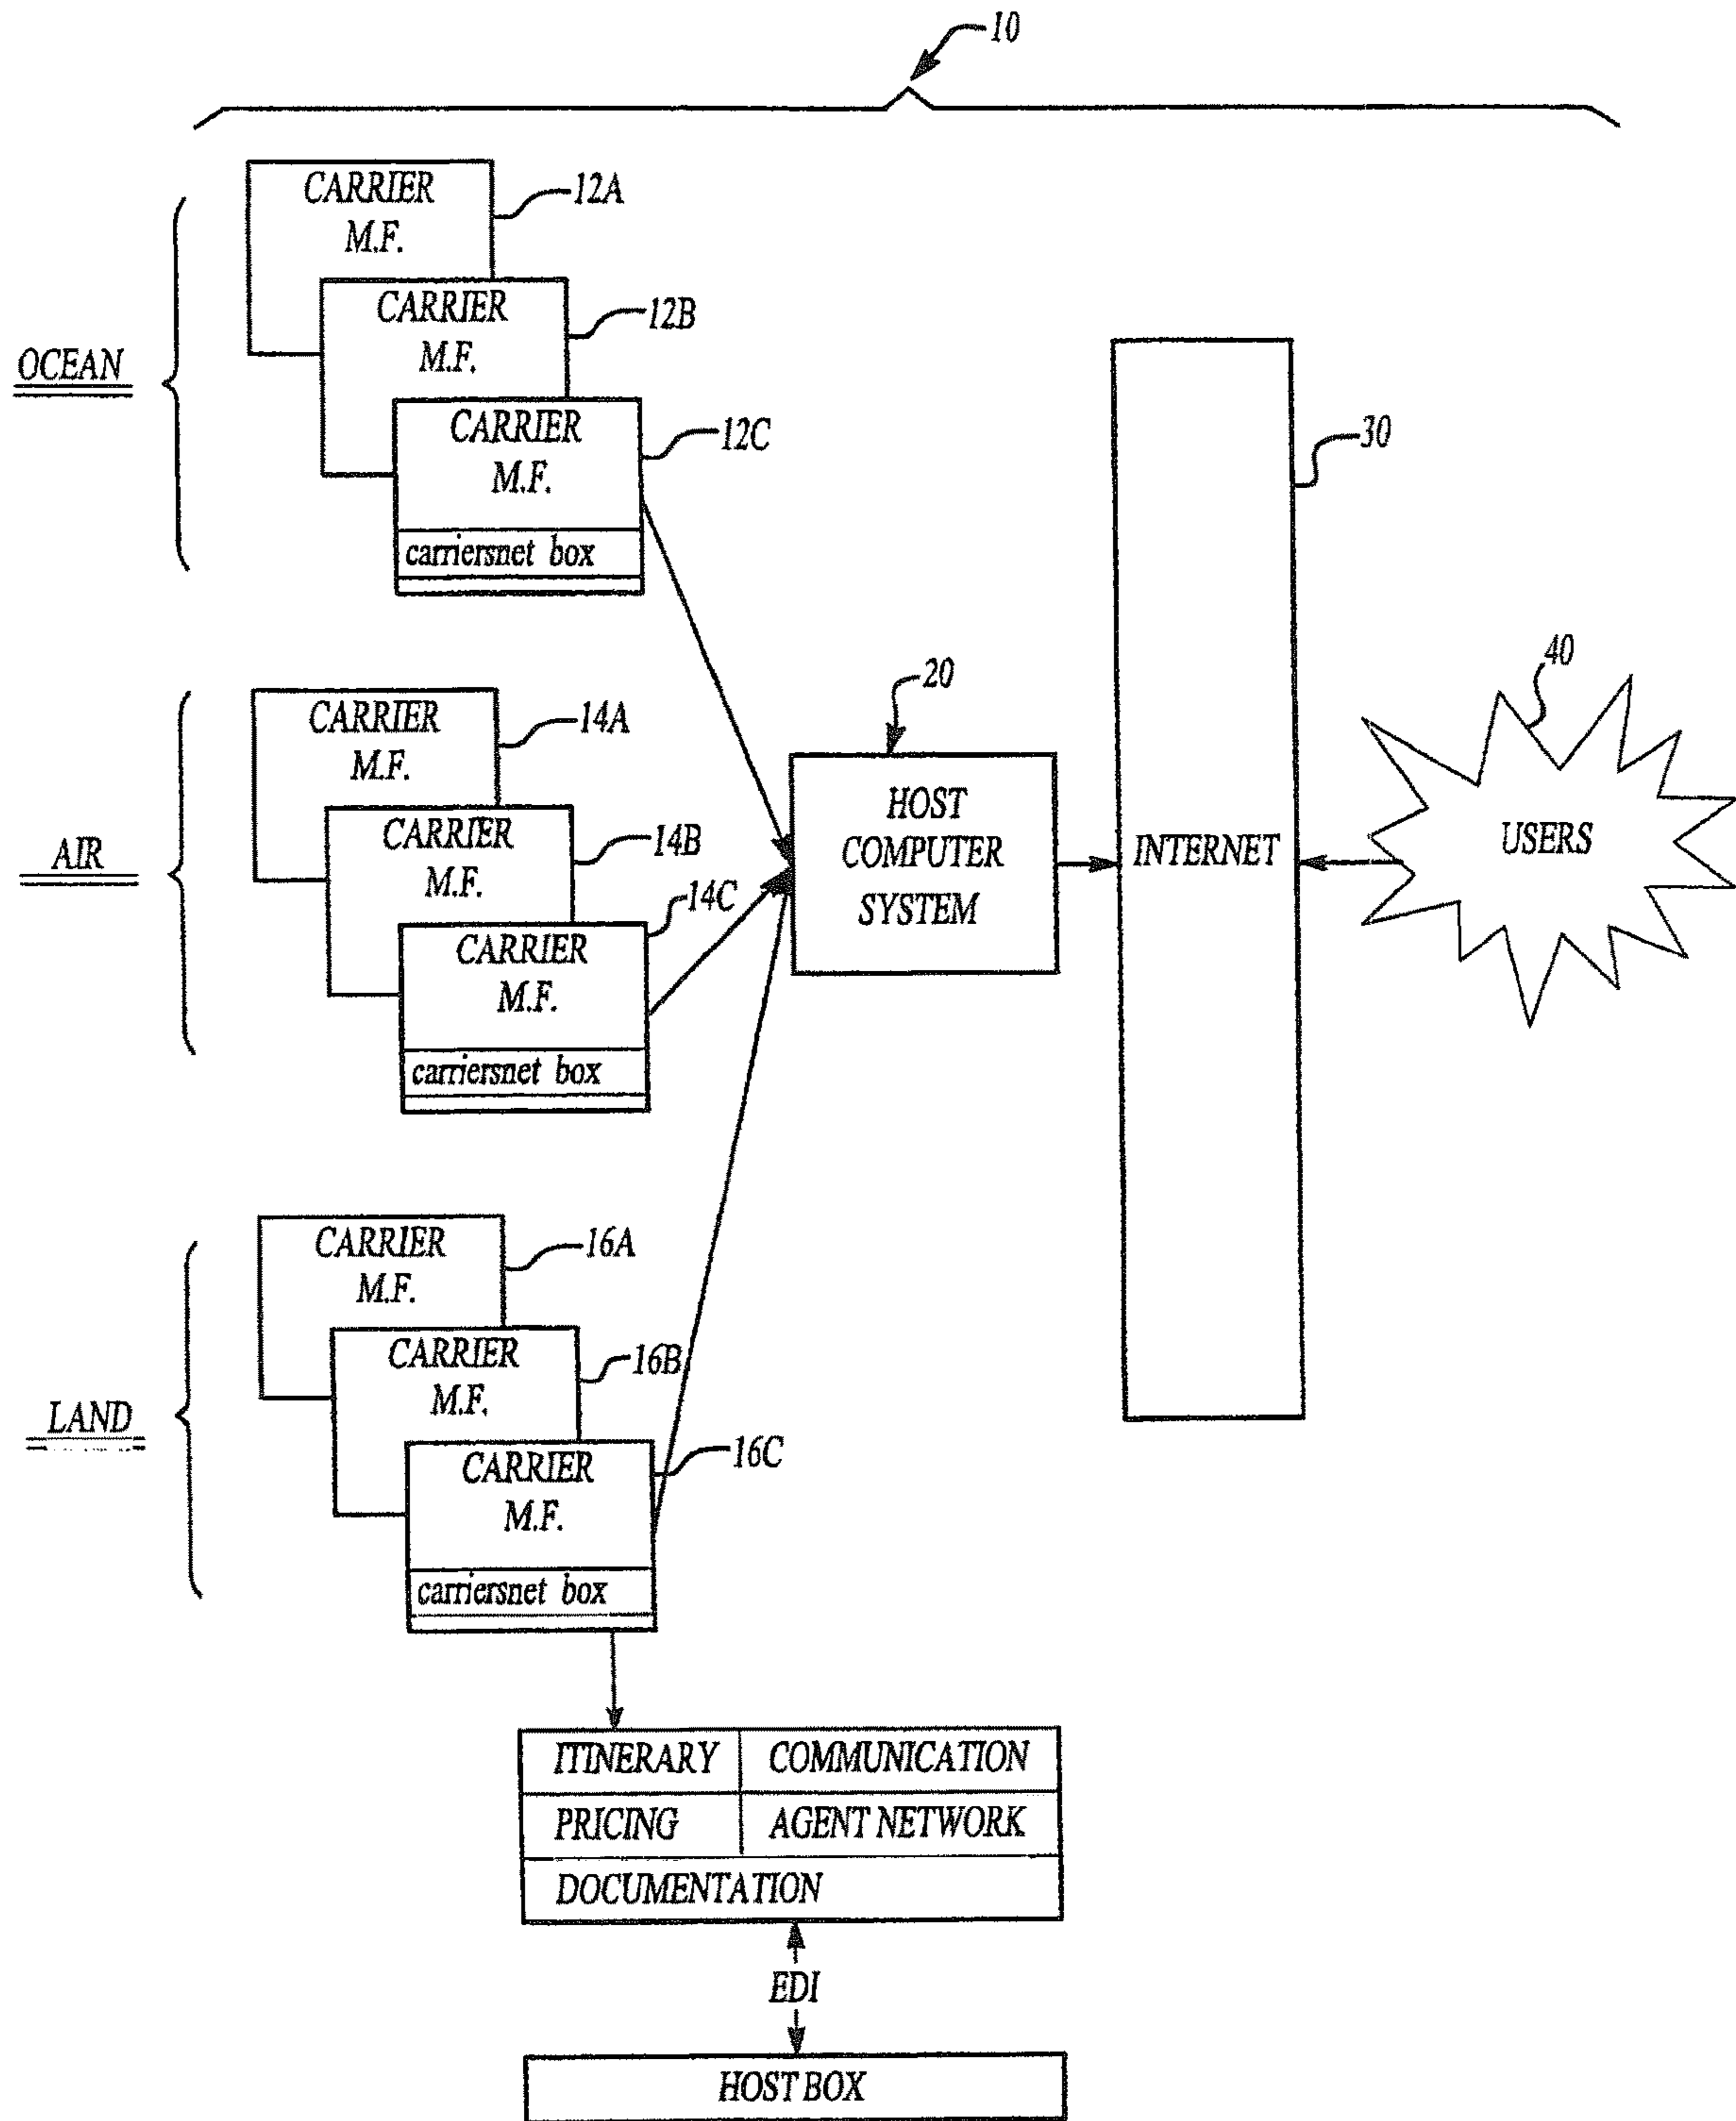 10
CARRIER
M.F.
12A
CARRIER
M.F.
12B
OCEAN
CARRIER
M.F.
12C
carriersnet box
30
CARRIER
M.F.
14A
CARRIER
M.F.
14B
AIR
CARRIER
M.F.
14C
carriersnet box
20
HOST
COMPUTER
SYSTEM
INTERNET
40
USERS
CARRIER
M.F.
16A
CARRIER
M.F.
16B
LAND
CARRIER
M.F.
16C
carriersnet box
ITINERARY COMMUNICATION
PRICING AGENT NETWORK
DOCUMENTATION
EDI
HOST BOX